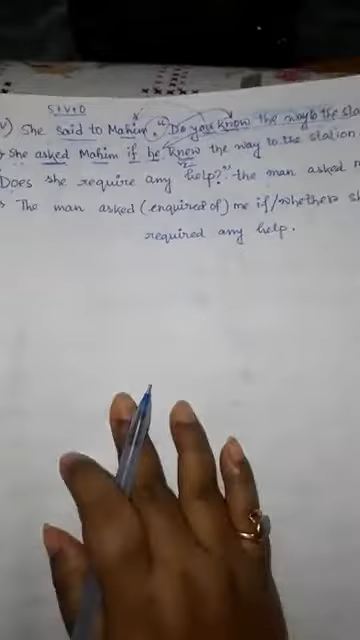 S+V+O
v) She said to Mahim, "Do you know the way to the sta
She asked Mahim if he knew the way to the station
Does she require any help?" the man asked m
The man asked (enquired of) me if/whether sh
required any help.